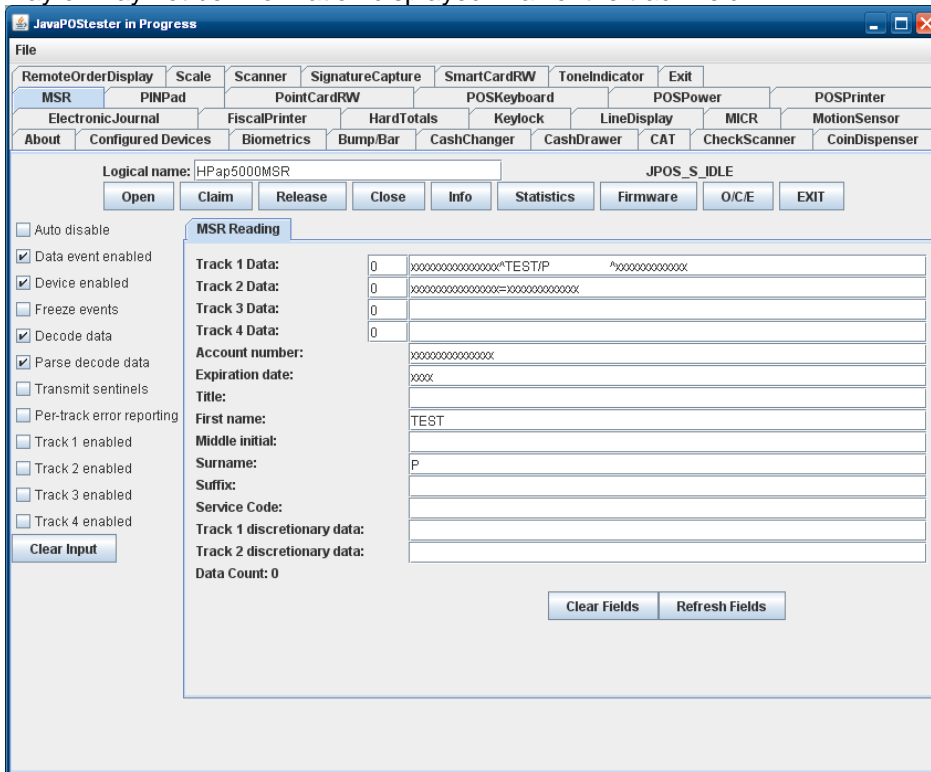 JavaPOStester in Progress
File
RemoteOrderDisplay Scale Scanner SignatureCapture SmartCardRW ToneIndicator Exit
MSR PINPad PointCardRW POSKeyboard POSPower POSPrinter
ElectronicJournal FiscalPrinter HardTotals Keylock LineDisplay MICR MotionSensor
About Configured Devices Biometrics Bump/Bar CashChanger CashDrawer CAT CheckScanner CoinDispenser
Logical name: HPap5000MSR JPOS_S_IDLE
Open Claim Release Close Info Statistics Firmware O/C/E EXIT
Auto disable
Data event enabled
Device enabled
Freeze events
Decode data
Parse decode data
Transmit sentinels
Per-track error reporting
Track 1 enabled
Track 2 enabled
Track 3 enabled
Track 4 enabled
Clear Input
MSR Reading
Track 1 Data: 0 xxxxxxxxxxxxxxxx^TEST/P ^xxxxxxxxxxxxx
Track 2 Data: 0 xxxxxxxxxxxxxxxx=xxxxxxxxxxxxx
Track 3 Data: 0
Track 4 Data: 0
Account number: xxxxxxxxxxxxxxx
Expiration date: xxxx
Title:
First name: TEST
Middle initial:
Surname: P
Suffix:
Service Code:
Track 1 discretionary data:
Track 2 discretionary data:
Data Count: 0
Clear Fields Refresh Fields